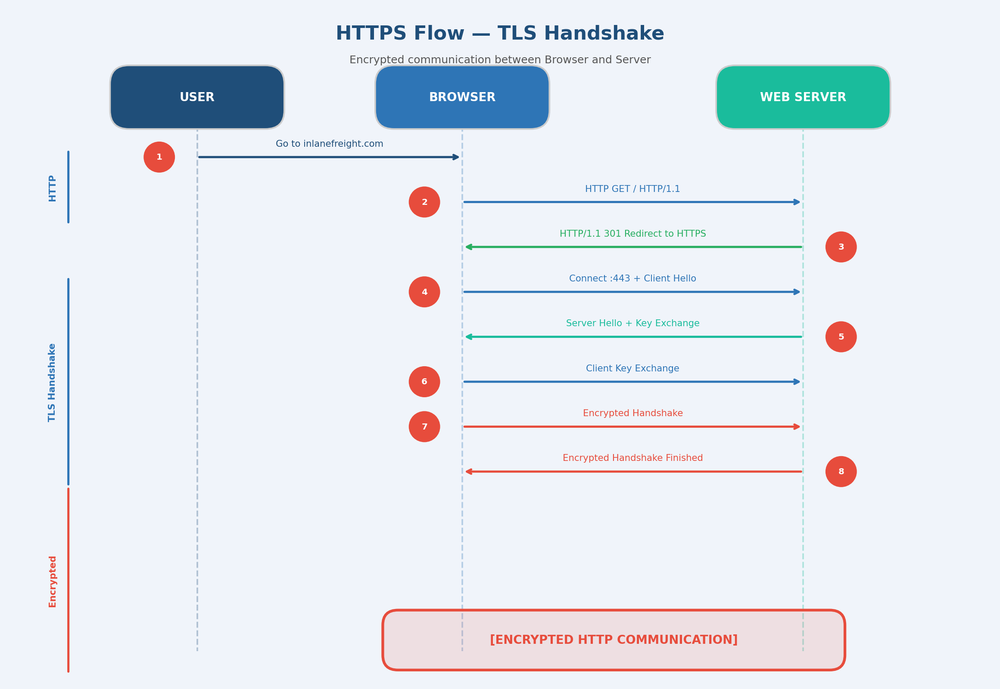 HTTPS Flow — TLS Handshake
Encrypted communication between Browser and Server
USER
BROWSER
WEB SERVER
HTTP
1
Go to inlanefreight.com
2
HTTP GET / HTTP/1.1
HTTP/1.1 301 Redirect to HTTPS
3
TLS Handshake
4
Connect :443 + Client Hello
Server Hello + Key Exchange
5
6
Client Key Exchange
7
Encrypted Handshake
Encrypted Handshake Finished
8
Encrypted
[ENCRYPTED HTTP COMMUNICATION]